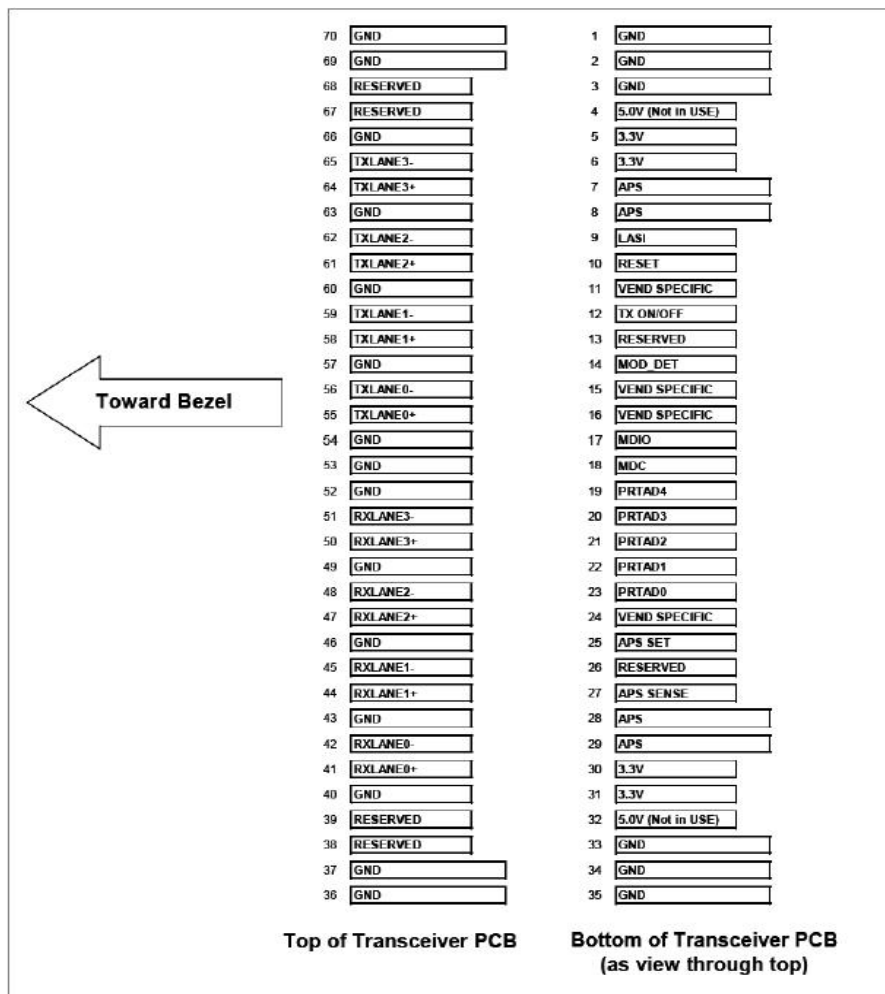 70 GND 1 GND
69 GND 2 GND
68 RESERVED 3 GND
67 RESERVED 4 5.0V (Not in USE)
66 GND 5 3.3V
65 TXLANE3- 6 3.3V
64 TXLANE3+ 7 APS
63 GND 8 APS
62 TXLANE2- 9 LASI
61 TXLANE2+ 10 RESET
60 GND 11 VEND SPECIFIC
59 TXLANE1- 12 TX ON/OFF
58 TXLANE1+ 13 RESERVED
57 GND 14 MOD_DET
56 TXLANE0- 15 VEND SPECIFIC
Toward Bezel
55 TXLANE0+ 16 VEND SPECIFIC
54 GND 17 MDIO
53 GND 18 MDC
52 GND 19 PRTAD4
51 RXLANE3- 20 PRTAD3
50 RXLANE3+ 21 PRTAD2
49 GND 22 PRTAD1
48 RXLANE2- 23 PRTAD0
47 RXLANE2+ 24 VEND SPECIFIC
46 GND 25 APS SET
45 RXLANE1- 26 RESERVED
44 RXLANE1+ 27 APS SENSE
43 GND 28 APS
42 RXLANE0- 29 APS
41 RXLANE0+ 30 3.3V
40 GND 31 3.3V
39 RESERVED 32 5.0V (Not in USE)
38 RESERVED 33 GND
37 GND 34 GND
36 GND 35 GND
Top of Transceiver PCB Bottom of Transceiver PCB
(as view through top)